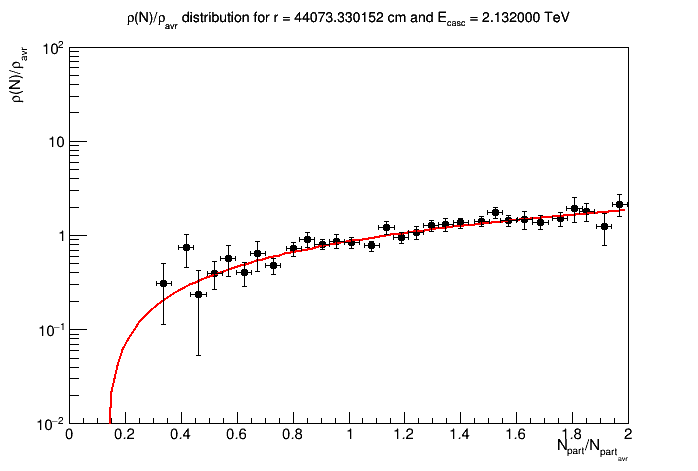 ρ(N)/ρavr distribution for r = 44073.330152 cm and Ecasc = 2.132000 TeV
ρ(N)/ρavr
10²
10
1
10⁻¹
10⁻²
0 0.2 0.4 0.6 0.8 1 1.2 1.4 1.6 1.8 2
Npart/Npartavr